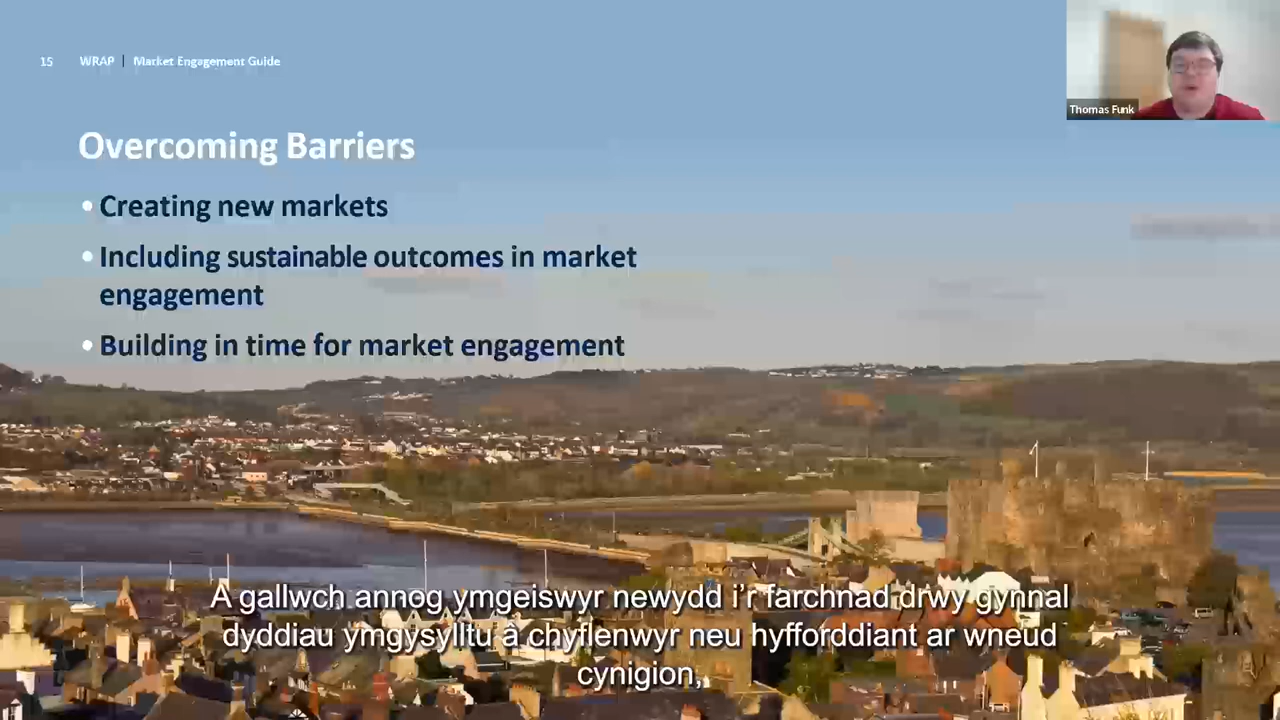 15 WRAP | Market Engagement Guide
Thomas Funk
Overcoming Barriers
• Creating new markets
• Including sustainable outcomes in market
engagement
• Building in time for market engagement
A gallwch annog ymgeiswyr newydd i’r farchnad drwy gynnal
dyddiau ymgysylltu â chyflenwyr neu hyfforddiant ar wneud
cynigion,